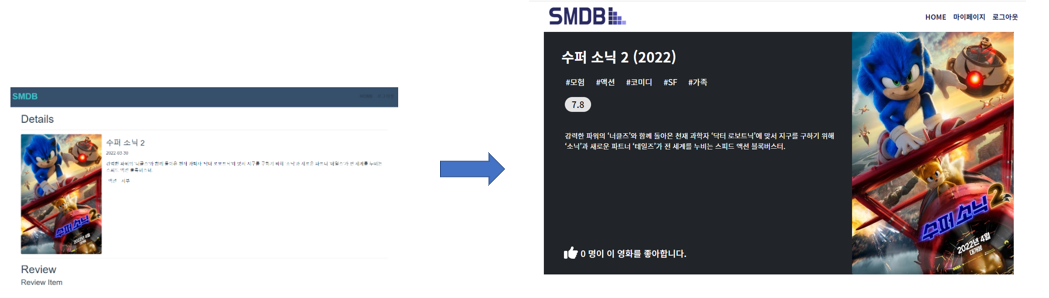 SMDB
Details
수퍼 소닉 2
2022-03-30
수퍼소닉2
Review
Review Item
SMDB
HOME 마이페이지 로그아웃
수퍼 소닉 2 (2022)
#모험 #액션 #코미디 #SF #가족
7.8
강력한 파워의 '너클즈'와 함께 돌아온 천재 과학자 '닥터 로보트닉'에 맞서 지구를 구하기 위해
'소닉'과 새로운 파트너 '테일즈'가 전 세계를 누비는 스피드 액션 블록버스터.
0 명이 이 영화를 좋아합니다.
수퍼소닉2
2022년 4월
대개봉